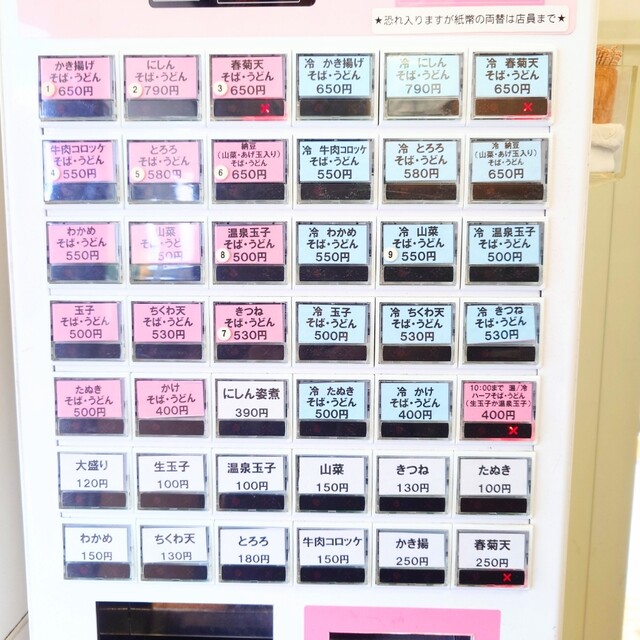 ★恐れ入りますが紙幣の両替は店員まで★
かき揚げ
そば・うどん
1 650円
にしん
そば・うどん
2 790円
春菊天
そば・うどん
3 650円
冷 かき揚げ
そば・うどん
650円
冷 にしん
そば・うどん
790円
冷 春菊天
そば・うどん
650円
牛肉コロッケ
そば・うどん
4 550円
とろろ
そば・うどん
5 580円
納豆
(山菜・あげ玉入り)
そば・うどん
6 650円
冷 牛肉コロッケ
そば・うどん
550円
冷 とろろ
そば・うどん
580円
冷 納豆
(山菜・あげ玉入り)
そば・うどん
650円
わかめ
そば・うどん
550円
山菜
そば・うどん
50円
温泉玉子
そば・うどん
8 500円
冷 わかめ
そば・うどん
550円
冷 山菜
そば・うどん
9 550円
冷 温泉玉子
そば・うどん
500円
玉子
そば・うどん
500円
ちくわ天
そば・うどん
530円
きつね
そば・うどん
7 530円
冷 玉子
そば・うどん
500円
冷 ちくわ天
そば・うどん
530円
冷 きつね
そば・うどん
530円
たぬき
そば・うどん
500円
かけ
そば・うどん
400円
にしん姿煮
390円
冷 たぬき
そば・うどん
500円
冷 かけ
そば・うどん
400円
10:00まで 温/冷
ハーフそば・うどん
(生玉子か温泉玉子)
400円
大盛り
120円
生玉子
100円
温泉玉子
100円
山菜
150円
きつね
130円
たぬき
100円
わかめ
150円
ちくわ天
130円
とろろ
180円
牛肉コロッケ
150円
かき揚
250円
春菊天
250円